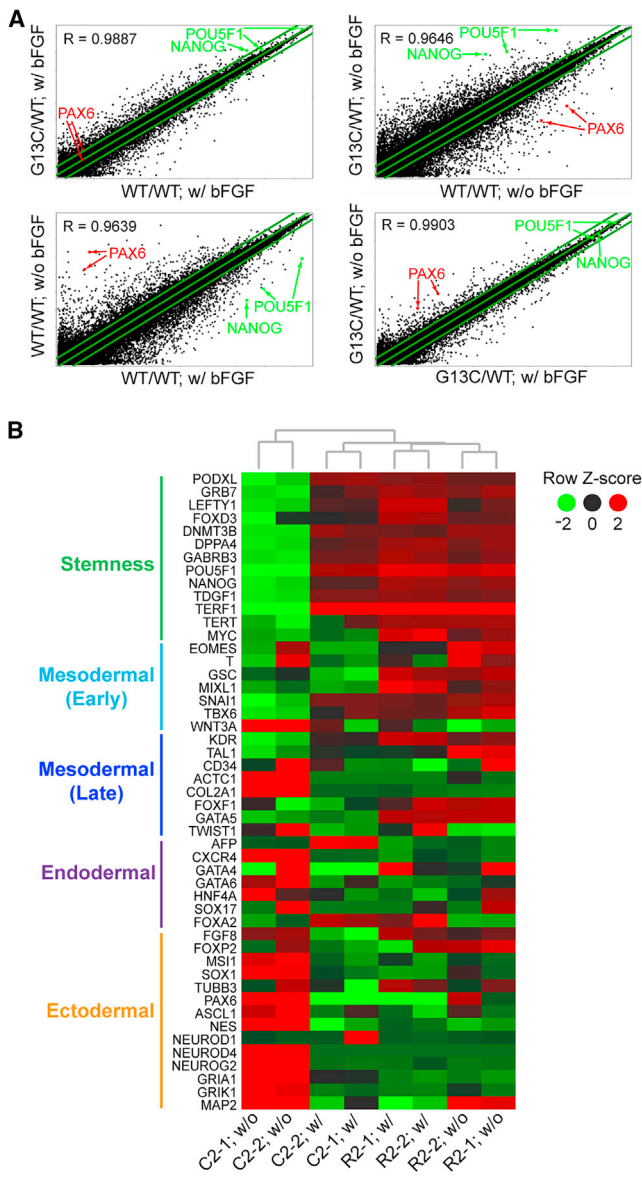 A
R = 0.9887
POU5F1
NANOG
PAX6
G13C/WT; w/ bFGF
WT/WT; w/ bFGF
R = 0.9646
POU5F1
NANOG
PAX6
G13C/WT; w/o bFGF
WT/WT; w/o bFGF
R = 0.9639
PAX6
POU5F1
NANOG
WT/WT; w/o bFGF
WT/WT; w/ bFGF
R = 0.9903
POU5F1
NANOG
PAX6
G13C/WT; w/o bFGF
G13C/WT; w/ bFGF
B
Row Z-score
-2 0 2
Stemness
PODXL
GRB7
LEFTY1
FOXD3
DNMT3B
DPPA4
GABRB3
POU5F1
NANOG
TDGF1
TERF1
TERT
MYC
Mesodermal
(Early)
EOMES
T
GSC
MIXL1
SNAI1
TBX6
WNT3A
Mesodermal
(Late)
KDR
TAL1
CD34
ACTC1
COL2A1
FOXF1
GATA5
TWIST1
Endodermal
AFP
CXCR4
GATA4
GATA6
HNF4A
SOX17
FOXA2
Ectodermal
FGF8
FOXP2
MSI1
SOX1
TUBB3
PAX6
ASCL1
NES
NEUROD1
NEUROD4
NEUROG2
GRIA1
GRIK1
MAP2
C2-1; w/o
C2-2; w/o
C2-2; w/
C2-1; w/
R2-1; w/
R2-2; w/
R2-2; w/o
R2-1; w/o